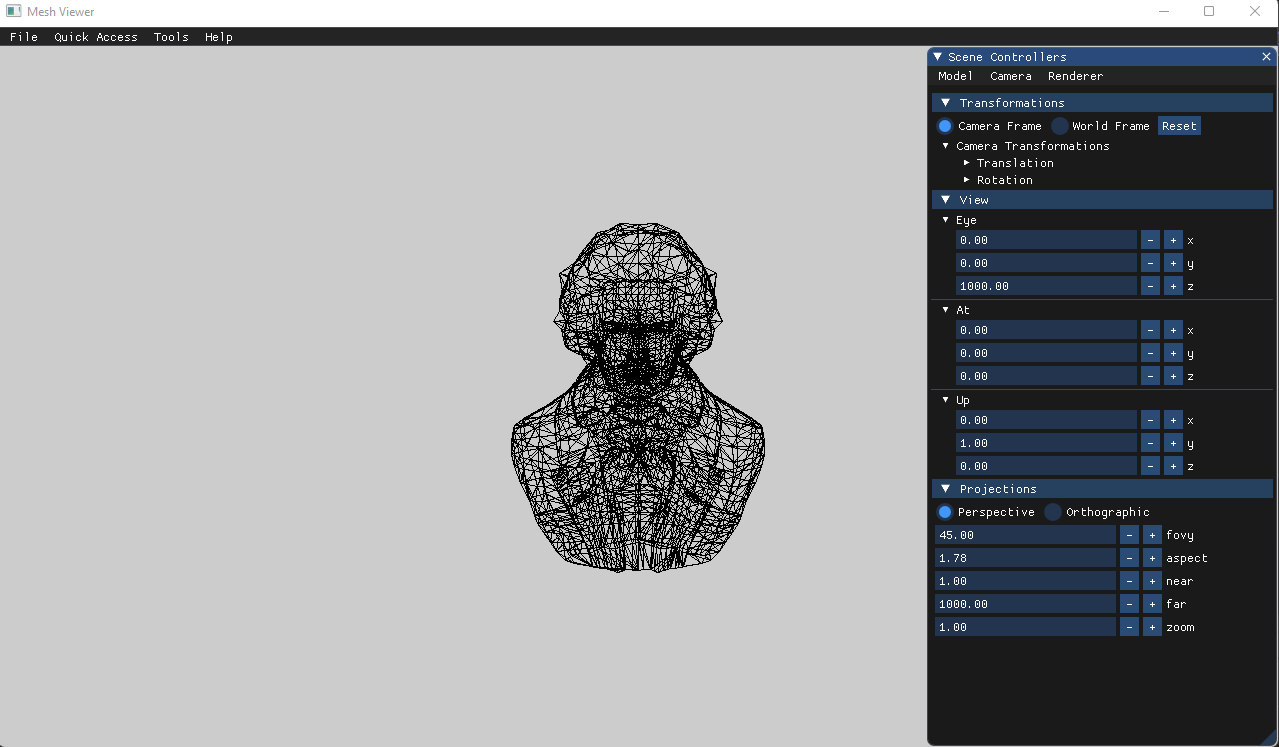 Mesh Viewer
File Quick Access Tools Help
Scene Controllers
Model Camera Renderer
Transformations
Camera Frame World Frame Reset
Camera Transformations
Translation
Rotation
View
Eye
0.00 - + x
0.00 - + y
1000.00 - + z
At
0.00 - + x
0.00 - + y
0.00 - + z
Up
0.00 - + x
1.00 - + y
0.00 - + z
Projections
Perspective Orthographic
45.00 - + fovy
1.78 - + aspect
1.00 - + near
1000.00 - + far
1.00 - + zoom